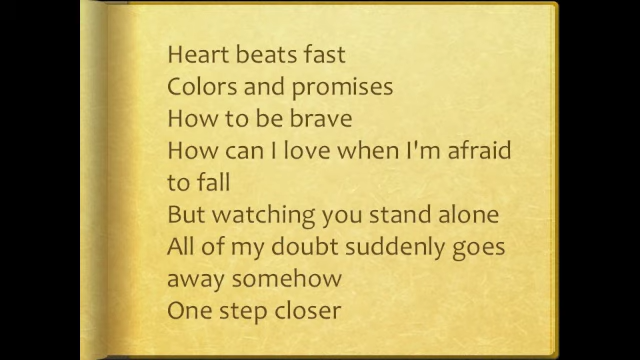 Heart beats fast
Colors and promises
How to be brave
How can I love when I'm afraid
to fall
But watching you stand alone
All of my doubt suddenly goes
away somehow
One step closer